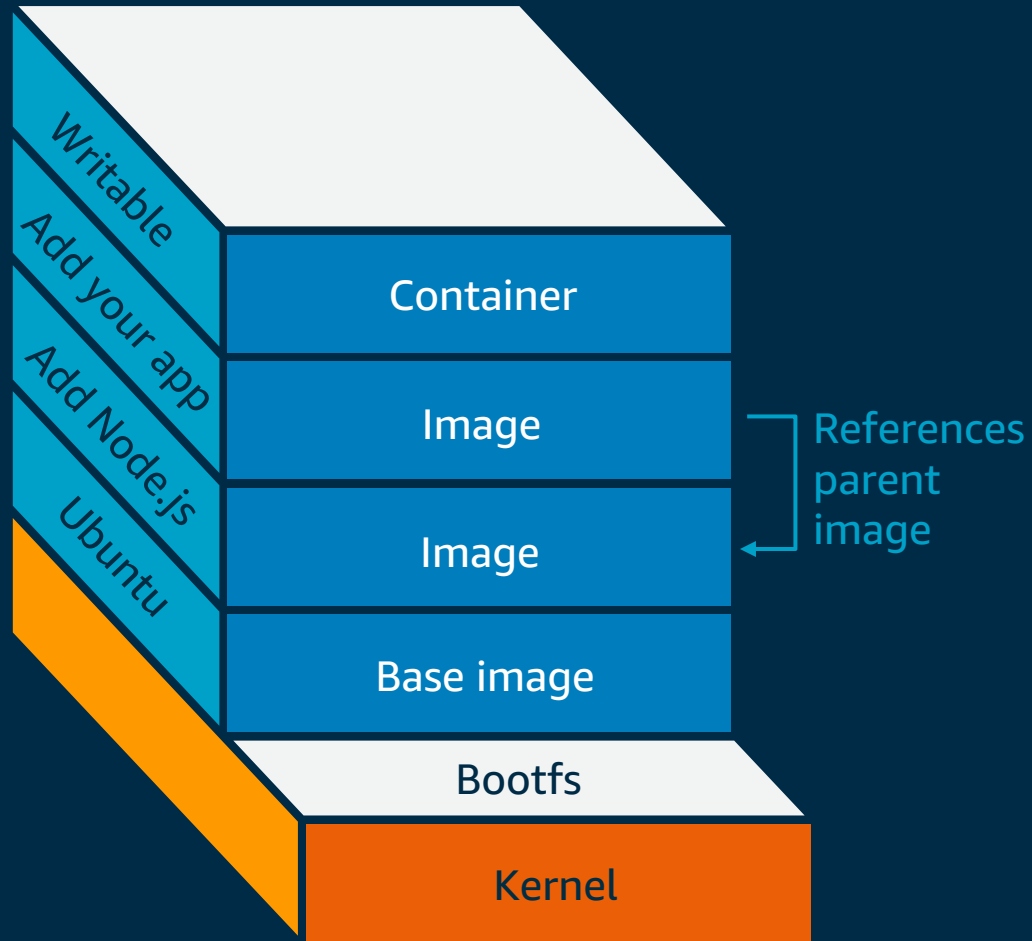 Writable
Container
Add your app
Image
Add Node.js
Image
Ubuntu
Base image
References
parent
image
Bootfs
Kernel